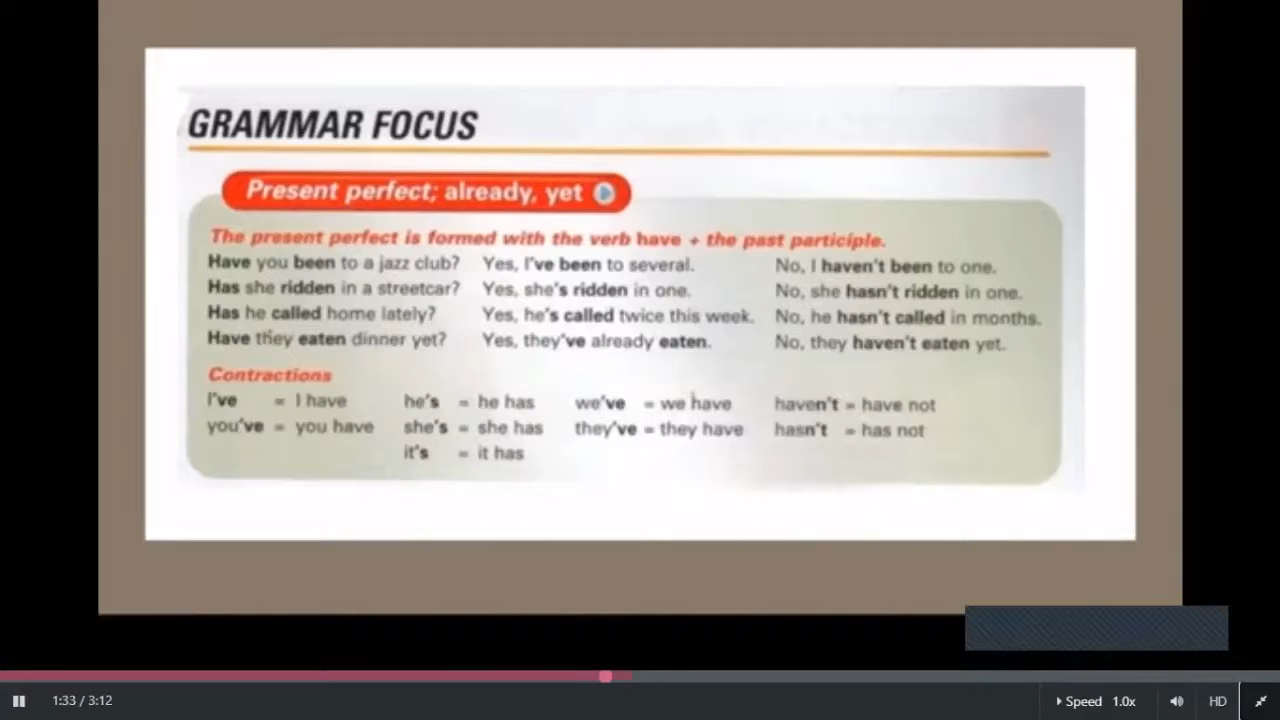 GRAMMAR FOCUS
Present perfect; already, yet
The present perfect is formed with the verb have + the past participle.
Have you been to a jazz club? Yes, I've been to several. No, I haven't been to one.
Has she ridden in a streetcar? Yes, she's ridden in one. No, she hasn't ridden in one.
Has he called home lately? Yes, he's called twice this week. No, he hasn't called in months.
Have they eaten dinner yet? Yes, they've already eaten. No, they haven't eaten yet.
Contractions
I've = I have he's = he has we've = we have haven't = have not
you've = you have she's = she has they've = they have hasn't = has not
it's = it has
1:33 / 3:12 Speed 1.0x HD